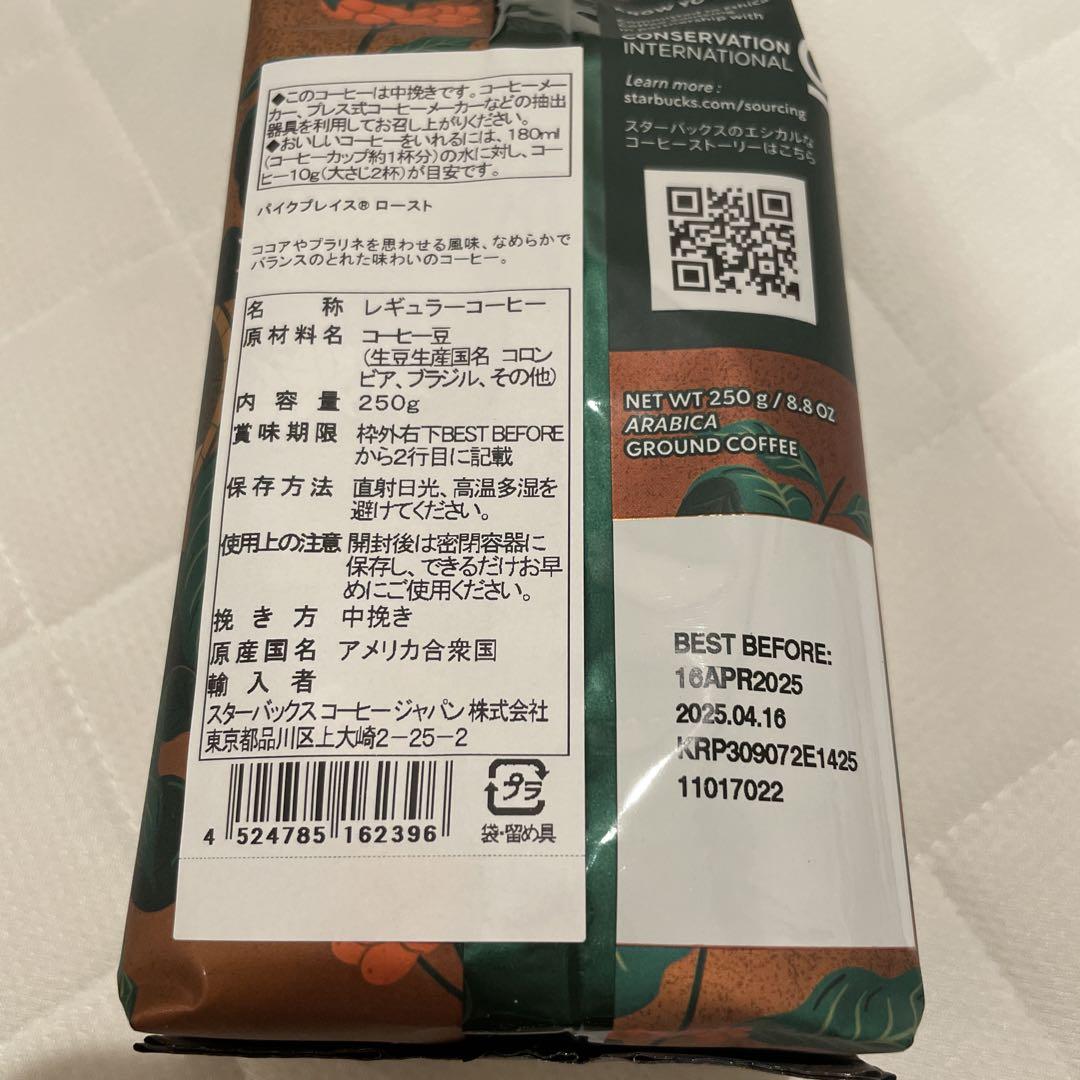 ◆このコーヒーは中挽きです。コーヒーメー
カー、プレス式コーヒーメーカーなどの抽出
器具を利用してお召し上がりください。
◆おいしいコーヒーをいれるには、180ml
(コーヒーカップ約1杯分)の水に対し、コー
ヒー10g(大さじ2杯)が目安です。
パイクプレイス® ロースト
ココアやプラリネを思わせる風味、なめらかで
バランスのとれた味わいのコーヒー。
名称 レギュラーコーヒー
原材料名 コーヒー豆
(生豆生産国名 コロン
ビア、ブラジル、その他)
内容量 250g
賞味期限 枠外右下BEST BEFORE
から2行目に記載
保存方法 直射日光、高温多湿を
避けてください。
使用上の注意 開封後は密閉容器に
保存し、できるだけお早
めにご使用ください。
挽き方 中挽き
原産国名 アメリカ合衆国
輸入者
スターバックス コーヒー ジャパン 株式会社
東京都品川区上大崎2-25-2
4 524785 162396
プラ
袋・留め具
with
CONSERVATION
INTERNATIONAL
Learn more :
starbucks.com/sourcing
スターバックスのエシカルな
コーヒーストーリーはこちら
NET WT 250 g / 8.8 OZ
ARABICA
GROUND COFFEE
BEST BEFORE:
16APR2025
2025.04.16
KRP309072E1425
11017022